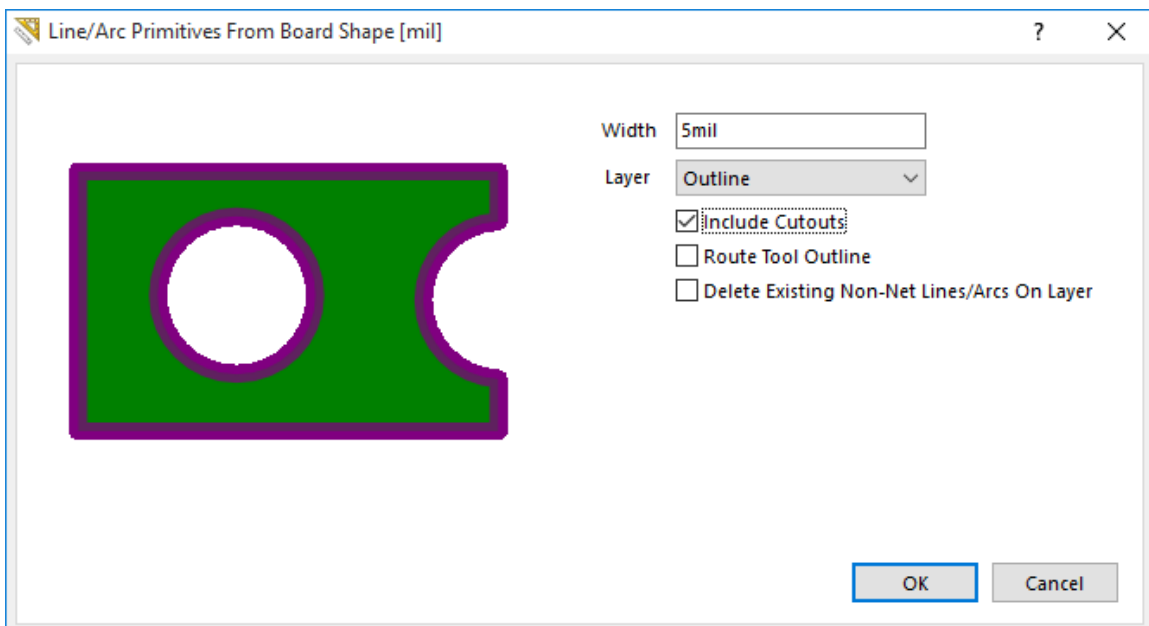 Line/Arc Primitives From Board Shape [mil] ?
Width 5mil
Layer Outline
Include Cutouts
Route Tool Outline
Delete Existing Non-Net Lines/Arcs On Layer
OK Cancel